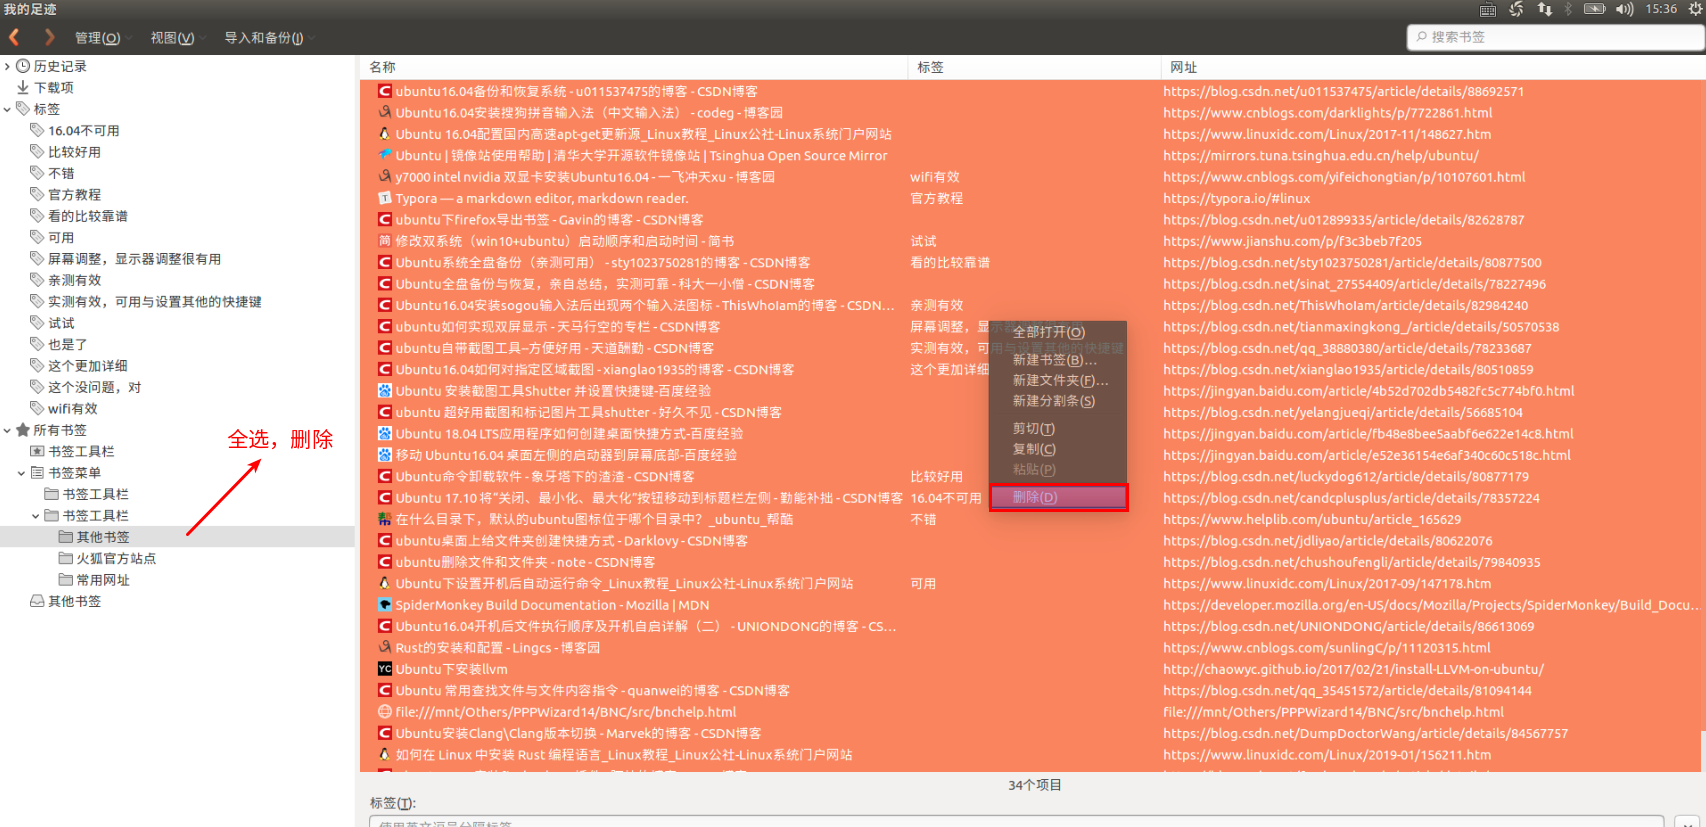 我的足迹
15:36
管理(O)
视图(V)
导入和备份(I)
搜索书签
历史记录
下载项
标签
16.04不可用
比较好用
不错
官方教程
看的比较靠谱
可用
屏幕调整，显示器调整很有用
亲测有效
实测有效，可用与设置其他的快捷键
试试
也是了
这个更加详细
这个没问题，对
wifi有效
所有书签
书签工具栏
书签菜单
书签工具栏
书签工具栏
其他书签
火狐官方站点
常用网址
其他书签
全选，删除
名称 标签 网址
ubuntu16.04备份和恢复系统 - u011537475的博客 - CSDN博客 https://blog.csdn.net/u011537475/article/details/88692571
Ubuntu16.04安装搜狗拼音输入法（中文输入法） - codeg - 博客园 https://www.cnblogs.com/darklights/p/7722861.html
Ubuntu 16.04配置国内高速apt-get更新源_Linux教程_Linux公社-Linux系统门户网站 https://www.linuxidc.com/Linux/2017-11/148627.htm
Ubuntu | 镜像站使用帮助 | 清华大学开源软件镜像站 | Tsinghua Open Source Mirror https://mirrors.tuna.tsinghua.edu.cn/help/ubuntu/
y7000 intel nvidia 双显卡安装Ubuntu16.04 - 一飞冲天xu - 博客园 wifi有效 https://www.cnblogs.com/yifeichongtian/p/10107601.html
Typora — a markdown editor, markdown reader. 官方教程 https://typora.io/#linux
ubuntu下firefox导出书签 - Gavin的博客 - CSDN博客 https://blog.csdn.net/u012899335/article/details/82628787
修改双系统（win10+ubuntu）启动顺序和启动时间 - 简书 试试 https://www.jianshu.com/p/f3c3beb7f205
Ubuntu系统全盘备份（亲测可用） - sty1023750281的博客 - CSDN博客 看的比较靠谱 https://blog.csdn.net/sty1023750281/article/details/80877500
Ubuntu全盘备份与恢复，亲自总结，实测可靠 - 科大一小僧 - CSDN博客 https://blog.csdn.net/sinat_27554409/article/details/78227496
Ubuntu16.04安装sogou输入法后出现两个输入法图标 - ThisWhoIam的博客 - CSDN… 亲测有效 https://blog.csdn.net/ThisWhoIam/article/details/82984240
ubuntu如何实现双屏显示 - 天马行空的专栏 - CSDN博客 屏幕调整，显示器 https://blog.csdn.net/tianmaxingkong_/article/details/50570538
ubuntu自带截图工具--方便好用 - 天道酬勤 - CSDN博客 实测有效，可用与设置其他的快捷键 https://blog.csdn.net/qq_38880380/article/details/78233687
Ubuntu16.04如何对指定区域截图 - xianglao1935的博客 - CSDN博客 这个更加详细 https://blog.csdn.net/xianglao1935/article/details/80510859
Ubuntu 安装截图工具Shutter 并设置快捷键-百度经验 https://jingyan.baidu.com/article/4b52d702db5482fc5c774bf0.html
ubuntu 超好用截图和标记图片工具shutter - 好久不见 - CSDN博客 https://blog.csdn.net/yelangjueqi/article/details/56685104
Ubuntu 18.04 LTS应用程序如何创建桌面快捷方式-百度经验 https://jingyan.baidu.com/article/fb48e8bee5aabf6e622e14c8.html
移动 Ubuntu16.04 桌面左侧的启动器到屏幕底部-百度经验 https://jingyan.baidu.com/article/e52e36154e6af340c60c518c.html
Ubuntu命令卸载软件 - 象牙塔下的渣渣 - CSDN博客 比较好用 https://blog.csdn.net/luckydog612/article/details/80877179
Ubuntu 17.10 将“关闭、最小化、最大化”按钮移动到标题栏左侧 - 勤能补拙 - CSDN博客 16.04不可用 https://blog.csdn.net/candcplusplus/article/details/78357224
在什么目录下，默认的ubuntu图标位于哪个目录中？_ubuntu_帮酷 不错 https://www.helplib.com/ubuntu/article_165629
ubuntu桌面上给文件夹创建快捷方式 - Darklovy - CSDN博客 https://blog.csdn.net/jdliyao/article/details/80622076
ubuntu删除文件和文件夹 - note - CSDN博客 https://blog.csdn.net/chushoufengli/article/details/79840935
Ubuntu下设置开机后自动运行命令_Linux教程_Linux公社-Linux系统门户网站 可用 https://www.linuxidc.com/Linux/2017-09/147178.htm
SpiderMonkey Build Documentation - Mozilla | MDN https://developer.mozilla.org/en-US/docs/Mozilla/Projects/SpiderMonkey/Build_Docu…
Ubuntu16.04开机后文件执行顺序及开机自启详解（二） - UNIONDONG的博客 - CS… https://blog.csdn.net/UNIONDONG/article/details/86613069
Rust的安装和配置 - Lingcs - 博客园 https://www.cnblogs.com/sunlingC/p/11120315.html
YC Ubuntu下安装llvm http://chaowyc.github.io/2017/02/21/install-LLVM-on-ubuntu/
Ubuntu 常用查找文件与文件内容指令 - quanwei的博客 - CSDN博客 https://blog.csdn.net/qq_35451572/article/details/81094144
file:///mnt/Others/PPPWizard14/BNC/src/bnchelp.html file:///mnt/Others/PPPWizard14/BNC/src/bnchelp.html
Ubuntu安装Clang\Clang版本切换 - Marvek的博客 - CSDN博客 https://blog.csdn.net/DumpDoctorWang/article/details/84567757
如何在 Linux 中安装 Rust 编程语言_Linux教程_Linux公社-Linux系统门户网站 https://www.linuxidc.com/Linux/2019-01/156211.htm
全部打开(O)
新建书签(B)…
新建文件夹(F)…
新建分割条(S)
剪切(T)
复制(C)
粘贴(P)
删除(D)
34个项目
标签(T):
使用英文逗号分隔标签